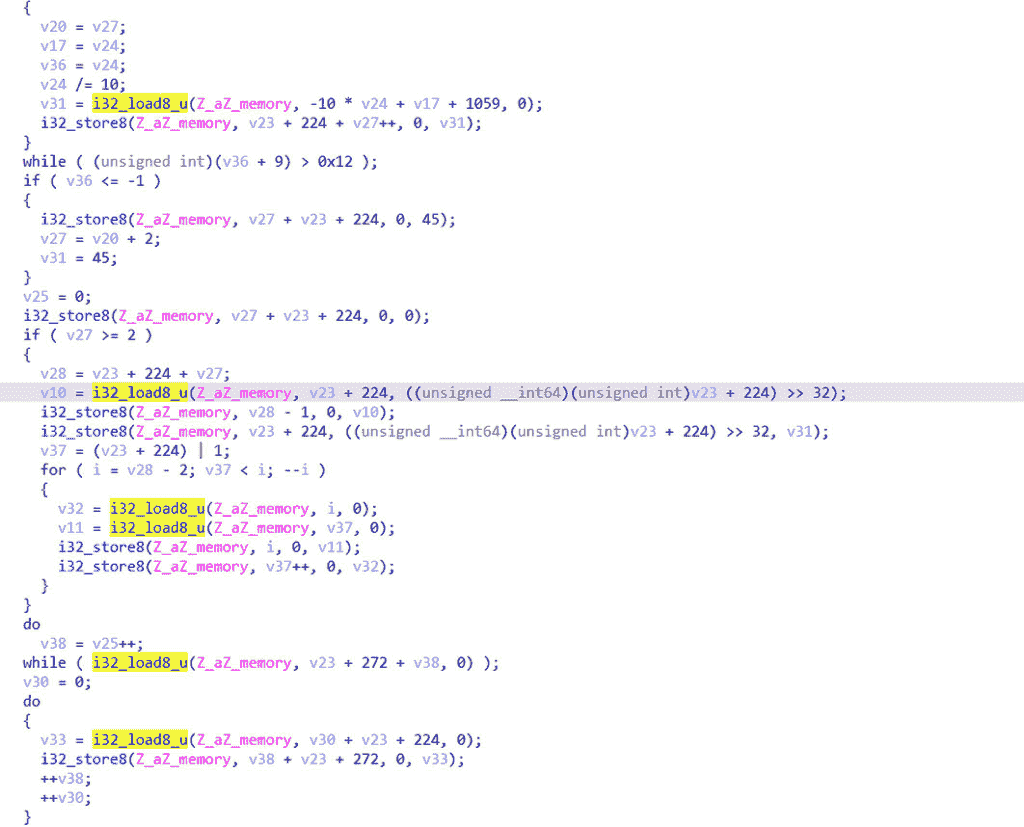 {
v20 = v27;
v17 = v24;
v36 = v24;
v24 /= 10;
v31 = i32_load8_u(Z_aZ_memory, -10 * v24 + v17 + 1059, 0);
i32_store8(Z_aZ_memory, v23 + 224 + v27++, 0, v31);
}
while ( (unsigned int)(v36 + 9) > 0x12 );
if ( v36 <= -1 )
{
i32_store8(Z_aZ_memory, v27 + v23 + 224, 0, 45);
v27 = v20 + 2;
v31 = 45;
}
v25 = 0;
i32_store8(Z_aZ_memory, v27 + v23 + 224, 0, 0);
if ( v27 >= 2 )
{
v28 = v23 + 224 + v27;
v10 = i32_load8_u(Z_aZ_memory, v23 + 224, ((unsigned __int64)(unsigned int)v23 + 224) >> 32);
i32_store8(Z_aZ_memory, v28 - 1, 0, v10);
i32_store8(Z_aZ_memory, v23 + 224, ((unsigned __int64)(unsigned int)v23 + 224) >> 32, v31);
v37 = (v23 + 224) | 1;
for ( i = v28 - 2; v37 < i; --i )
{
v32 = i32_load8_u(Z_aZ_memory, i, 0);
v11 = i32_load8_u(Z_aZ_memory, v37, 0);
i32_store8(Z_aZ_memory, i, 0, v11);
i32_store8(Z_aZ_memory, v37++, 0, v32);
}
}
do
v38 = v25++;
while ( i32_load8_u(Z_aZ_memory, v23 + 272 + v38, 0) );
v30 = 0;
do
{
v33 = i32_load8_u(Z_aZ_memory, v30 + v23 + 224, 0);
i32_store8(Z_aZ_memory, v38 + v23 + 272, 0, v33);
++v38;
++v30;
}